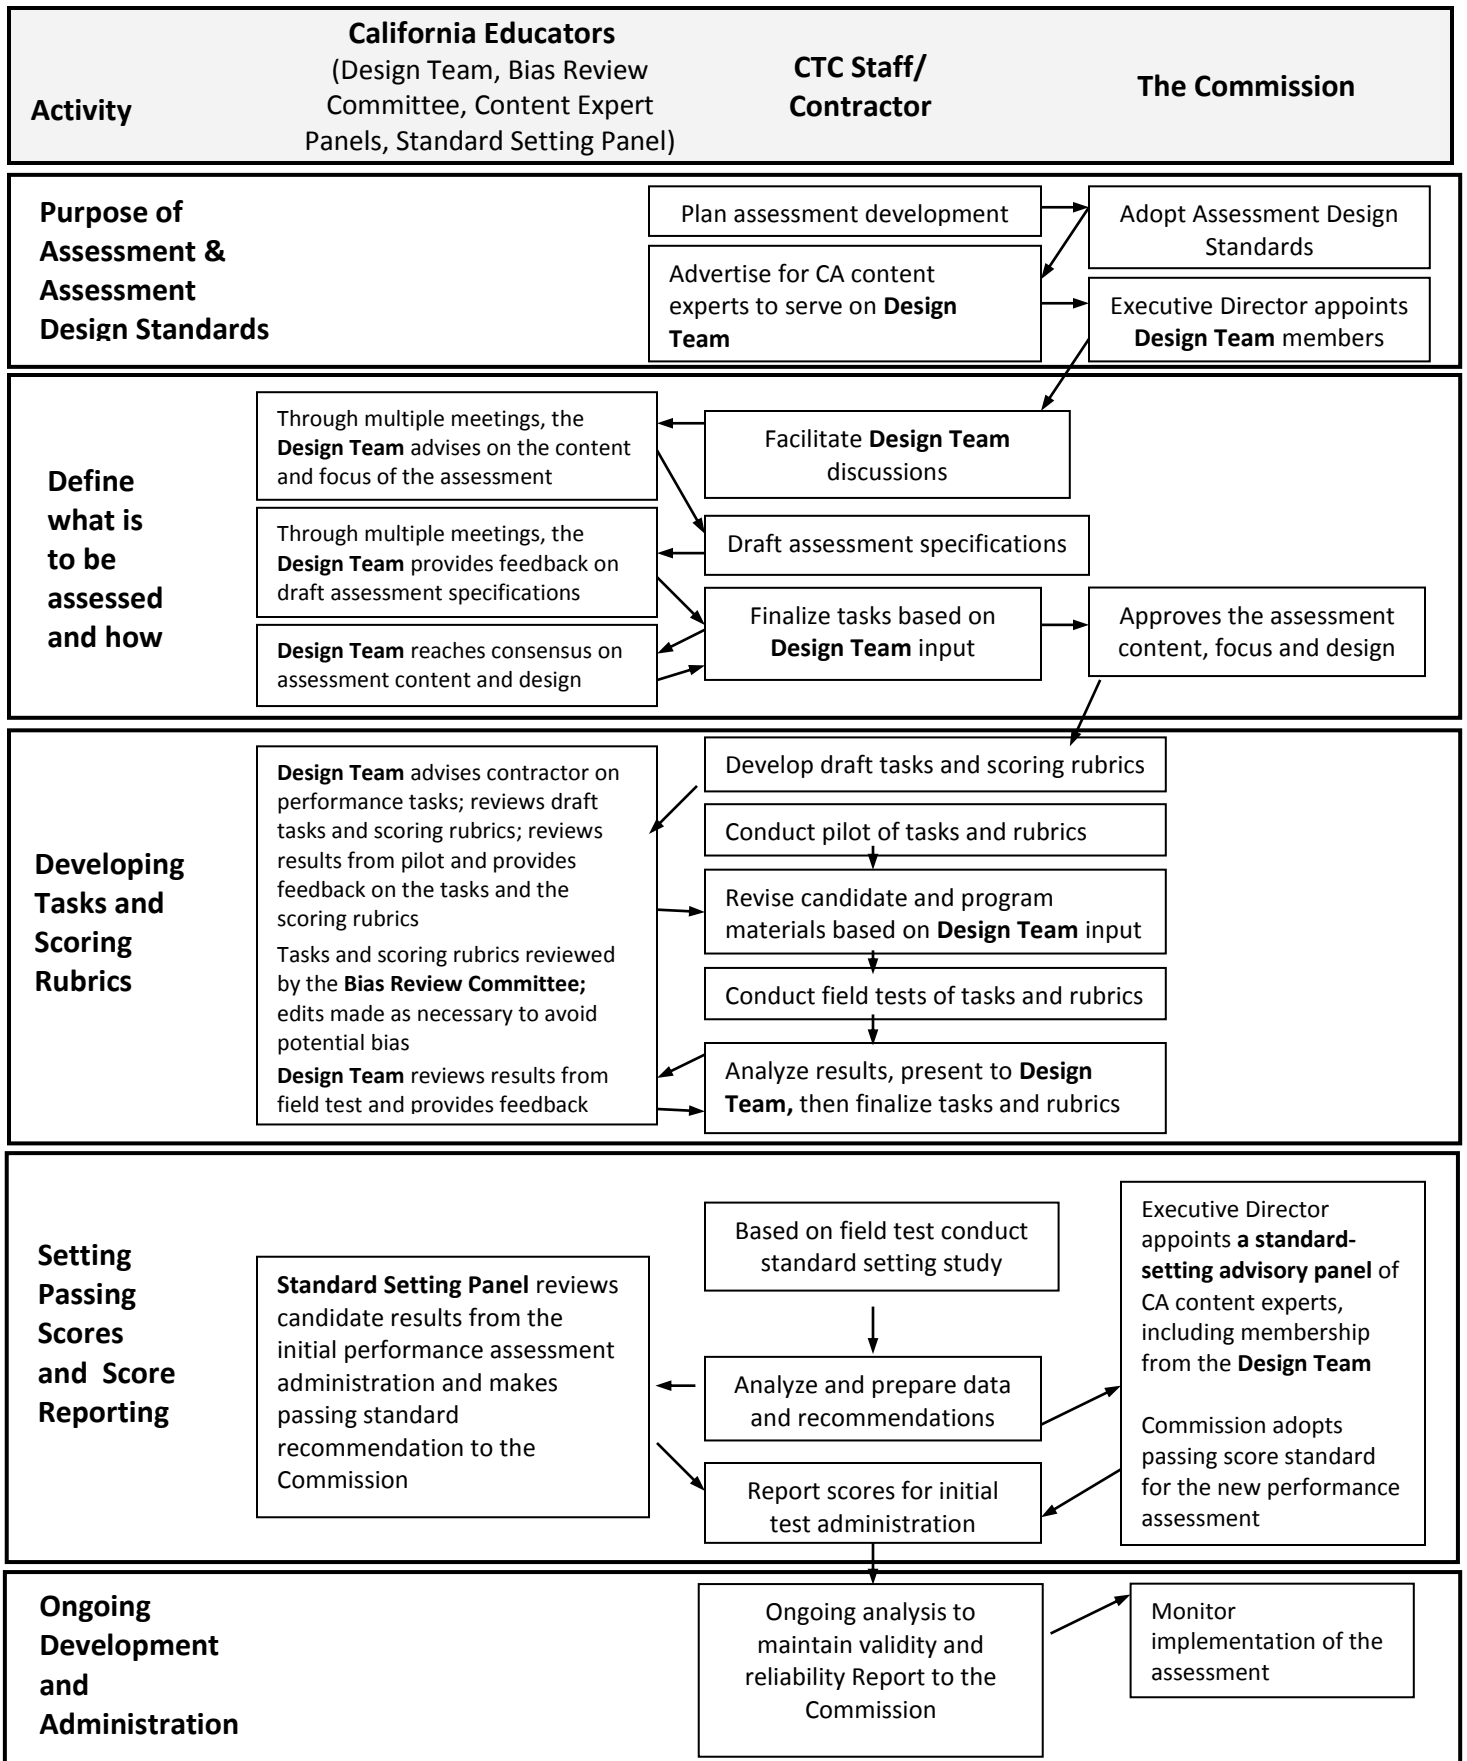 Activity
California Educators
(Design Team, Bias Review
Committee, Content Expert
Panels, Standard Setting Panel)
CTC Staff/
Contractor
The Commission
Purpose of
Assessment &
Assessment
Design Standards
Plan assessment development
Adopt Assessment Design
Standards
Advertise for CA content
experts to serve on Design
Team
Executive Director appoints
Design Team members
Define
what is
to be
assessed
and how
Through multiple meetings, the
Design Team advises on the content
and focus of the assessment
Facilitate Design Team
discussions
Through multiple meetings, the
Design Team provides feedback on
draft assessment specifications
Draft assessment specifications
Design Team reaches consensus on
assessment content and design
Finalize tasks based on
Design Team input
Approves the assessment
content, focus and design
Developing
Tasks and
Scoring
Rubrics
Design Team advises contractor on
performance tasks; reviews draft
tasks and scoring rubrics; reviews
results from pilot and provides
feedback on the tasks and the
scoring rubrics
Tasks and scoring rubrics reviewed
by the Bias Review Committee;
edits made as necessary to avoid
potential bias
Design Team reviews results from
field test and provides feedback
Develop draft tasks and scoring rubrics
Conduct pilot of tasks and rubrics
Revise candidate and program
materials based on Design Team input
Conduct field tests of tasks and rubrics
Analyze results, present to Design
Team, then finalize tasks and rubrics
Setting
Passing
Scores
and Score
Reporting
Standard Setting Panel reviews
candidate results from the
initial performance assessment
administration and makes
passing standard
recommendation to the
Commission
Based on field test conduct
standard setting study
Analyze and prepare data
and recommendations
Report scores for initial
test administration
Executive Director
appoints a standard-
setting advisory panel of
CA content experts,
including membership
from the Design Team
Commission adopts
passing score standard
for the new performance
assessment
Ongoing
Development
and
Administration
Ongoing analysis to
maintain validity and
reliability Report to the
Commission
Monitor
implementation of the
assessment